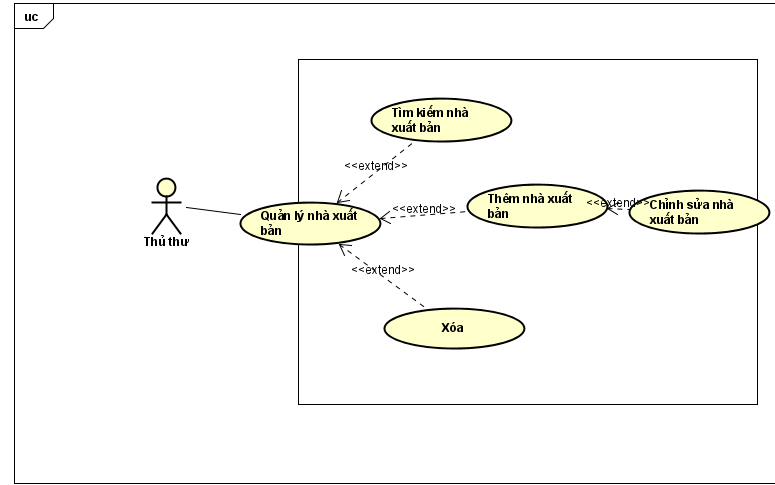 uc
Tìm kiếm nhà
xuất bản
<<extend>>
Thêm nhà xuất
bản
<<extend>>
<<extend>>
Chỉnh sửa nhà
xuất bản
Quản lý nhà xuất
bản
Thủ thư
<<extend>>
Xóa